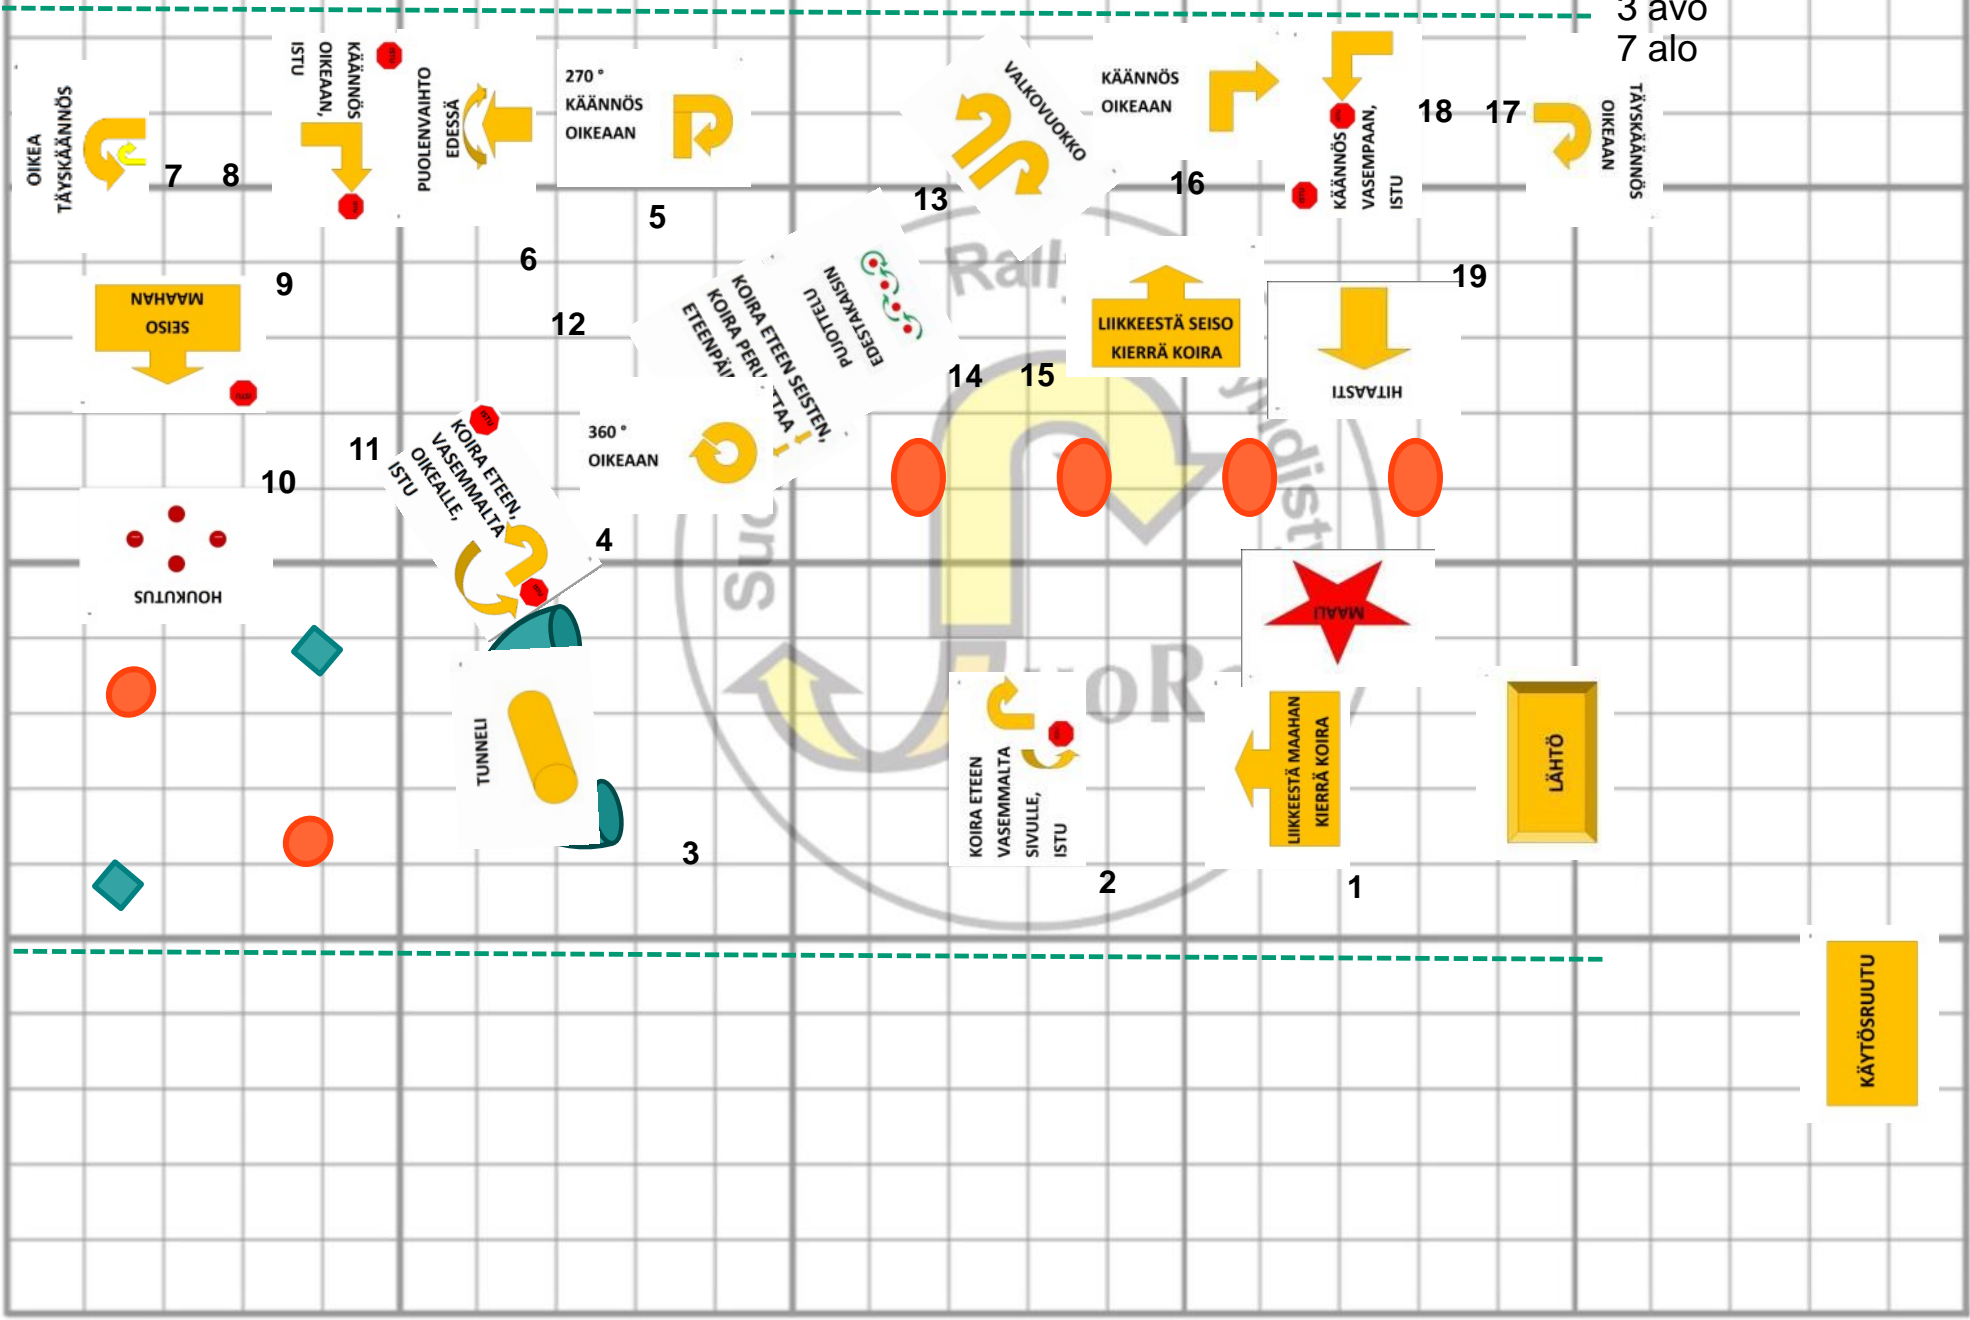 3 avo
7 alo
OIKEA
TÄYSKÄÄNNÖS
7
8
KÄÄNNÖS
OIKEAAN,
ISTU
PUOLENVAIHTO
EDESSÄ
6
270 °
KÄÄNNÖS
OIKEAAN
5
VALKOVUOKKO
13
KÄÄNNÖS
OIKEAAN
16
KÄÄNNÖS
VASEMPAAN,
ISTU
18
17
TÄYSKÄÄNNÖS
OIKEAAN
SEISO
MAAHAN
9
12
KOIRA ETEEN SEISTEN,
KOIRA
ETEENPÄI
EDESTAKAISIN
PUJOTTELU
14
15
LIIKKEESTÄ SEISO
KIERRÄ KOIRA
19
HITAASTI
10
HOUKUTUS
11
ISTU
KOIRA ETEEN,
VASEMMALTA
OIKEALLE,
ISTU
360 °
OIKEAAN
4
TUNNELI
3
KOIRA ETEEN
VASEMMALTA
SIVULLE,
ISTU
2
LIIKKEESTÄ MAAHAN
KIERRÄ KOIRA
1
MAALI
LÄHTÖ
KÄYTÖSRUUTU